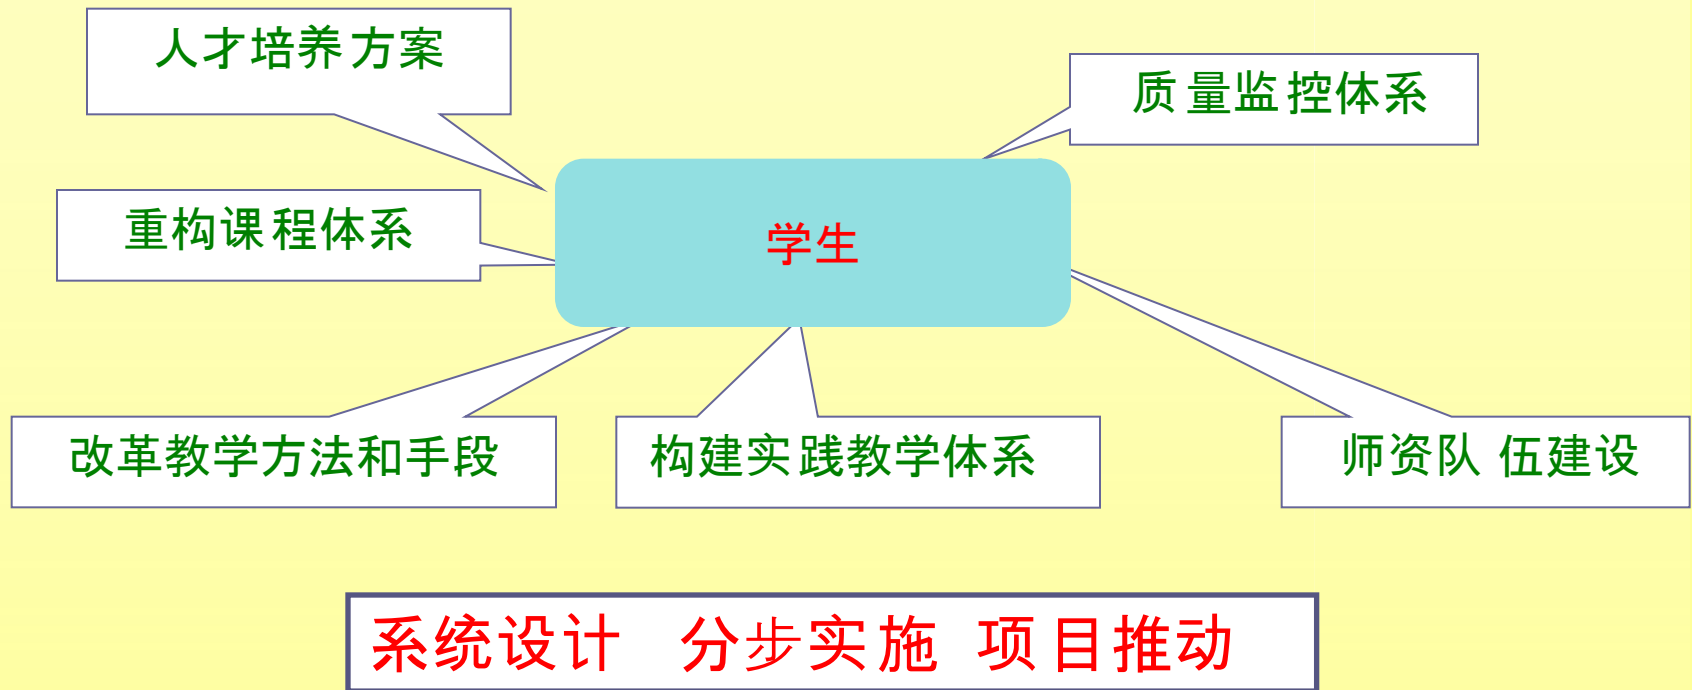 人才培养方案
质量监控体系
重构课程体系
学生
改革教学方法和手段
构建实践教学体系
师资队伍建设
系统设计 分步实施 项目推动